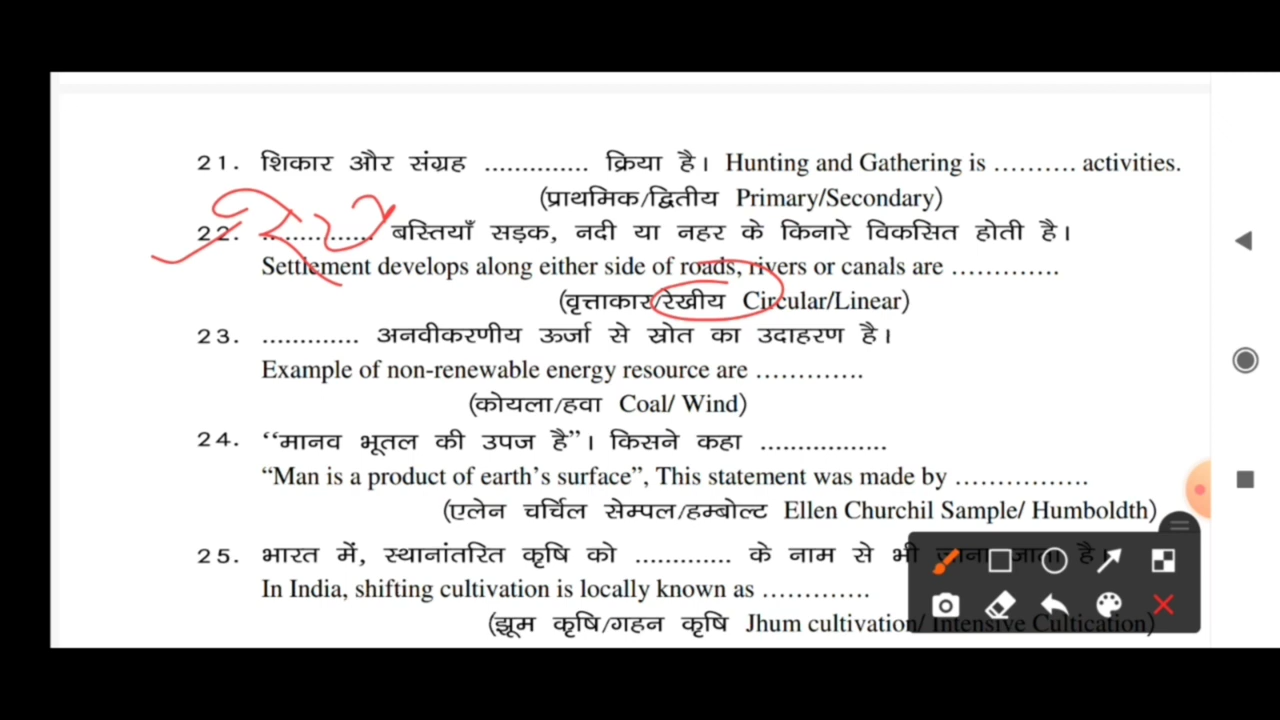 21. शिकार और संग्रह .............. क्रिया है। Hunting and Gathering is .......... activities.
(प्राथमिक/द्वितीय Primary/Secondary)
22. .............. बस्तियाँ सड़क, नदी या नहर के किनारे विकसित होती है।
Settlement develops along either side of roads, rivers or canals are ………….
(वृत्ताकार/रेखीय Circular/Linear)
23. ............. अनवीकरणीय ऊर्जा से स्रोत का उदाहरण है।
Example of non-renewable energy resource are ………….
(कोयला/हवा Coal/ Wind)
24. ‘‘मानव भूतल की उपज है”। किसने कहा .................
“Man is a product of earth’s surface”, This statement was made by …………….
(एलेन चर्चिल सेम्पल/हम्बोल्ट Ellen Churchil Sample/ Humboldth)
25. भारत में, स्थानांतरित कृषि को ............. के नाम से भी जाना जाता है।
In India, shifting cultivation is locally known as ………….
(झूम कृषि/गहन कृषि Jhum cultivation/ Intensive Cultication)